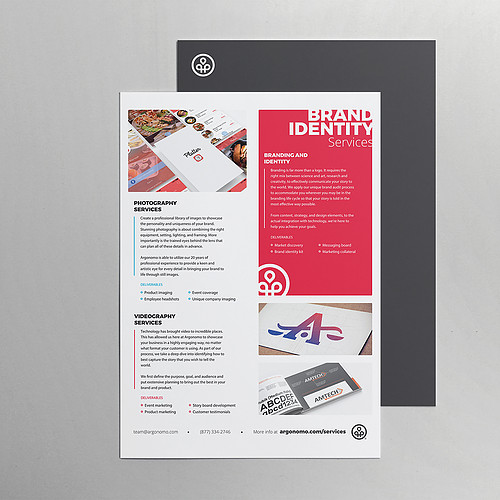 Platter
BRAND
IDENTITY
Services
BRANDING AND
IDENTITY
Branding is far more than a logo. It requires the
right mix between science and art, research and
creativity, to effectively communicate your story to
the world. We apply our unique brand audit process
to accommodate you wherever you may be in the
branding life cycle so that your story is told in the
most effective way possible.
From content, strategy, and design elements, to the
actual integration with technology, we're here to
help you achieve your goals.
DELIVERABLES
Market discovery
Messaging board
Brand identity kit
Marketing collateral
PHOTOGRAPHY
SERVICES
Create a professional library of images to showcase
the personality and uniqueness of your brand.
Stunning photography is about combining the right
equipment, setting, lighting, and framing. More
importantly is the trained eyes behind the lens that
can plan all of these details in advance.
Argonomo is able to utilize our 20 years of
professional experience to provide a keen and
artistic eye for every detail in bringing your brand to
life through still images.
DELIVERABLES
Product imaging
Event coverage
Employee headshots
Unique company imaging
VIDEOGRAPHY
SERVICES
Technology has brought video to incredible places.
This has allowed us here at Argonomo to showcase
your business in a highly engaging way, no matter
what format your customer is using. As part of our
process, we take a deep dive into identifying how to
best capture the story that you wish to tell the
world.
We first define the purpose, goal, and audience and
put extensive planning to bring out the best in your
brand and product.
DELIVERABLES
Event marketing
Story board development
Product marketing
Customer testimonials
AMTECH
ABCDEF
abcdef
01234
AMTECH
team@argonomo.com • (877) 334-2746 • More info at argonomo.com/services